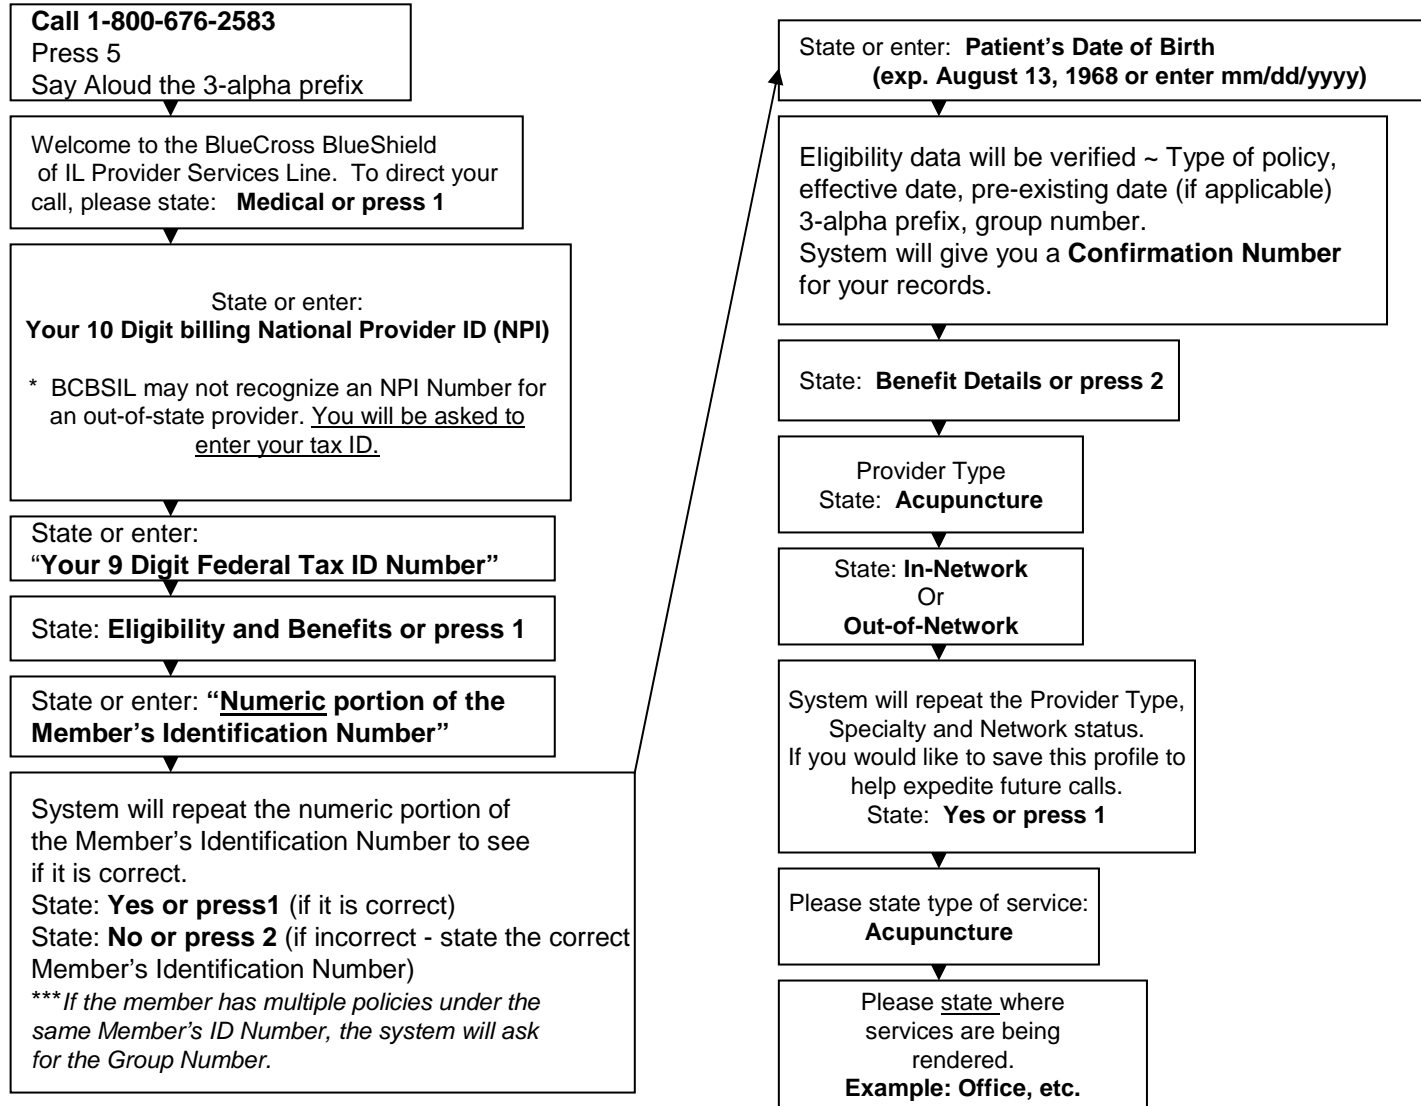 Call 1-800-676-2583
Press 5
Say Aloud the 3-alpha prefix
Welcome to the BlueCross BlueShield
of IL Provider Services Line. To direct your
call, please state: Medical or press 1
State or enter:
Your 10 Digit billing National Provider ID (NPI)
* BCBSIL may not recognize an NPI Number for
an out-of-state provider. You will be asked to
enter your tax ID.
State or enter:
“Your 9 Digit Federal Tax ID Number”
State: Eligibility and Benefits or press 1
State or enter: “Numeric portion of the
Member’s Identification Number”
System will repeat the numeric portion of
the Member’s Identification Number to see
if it is correct.
State: Yes or press1 (if it is correct)
State: No or press 2 (if incorrect - state the correct
Member’s Identification Number)
***If the member has multiple policies under the
same Member’s ID Number, the system will ask
for the Group Number.
State or enter: Patient’s Date of Birth
(exp. August 13, 1968 or enter mm/dd/yyyy)
Eligibility data will be verified ~ Type of policy,
effective date, pre-existing date (if applicable)
3-alpha prefix, group number.
System will give you a Confirmation Number
for your records.
State: Benefit Details or press 2
Provider Type
State: Acupuncture
State: In-Network
Or
Out-of-Network
System will repeat the Provider Type,
Specialty and Network status.
If you would like to save this profile to
help expedite future calls.
State: Yes or press 1
Please state type of service:
Acupuncture
Please state where
services are being
rendered.
Example: Office, etc.